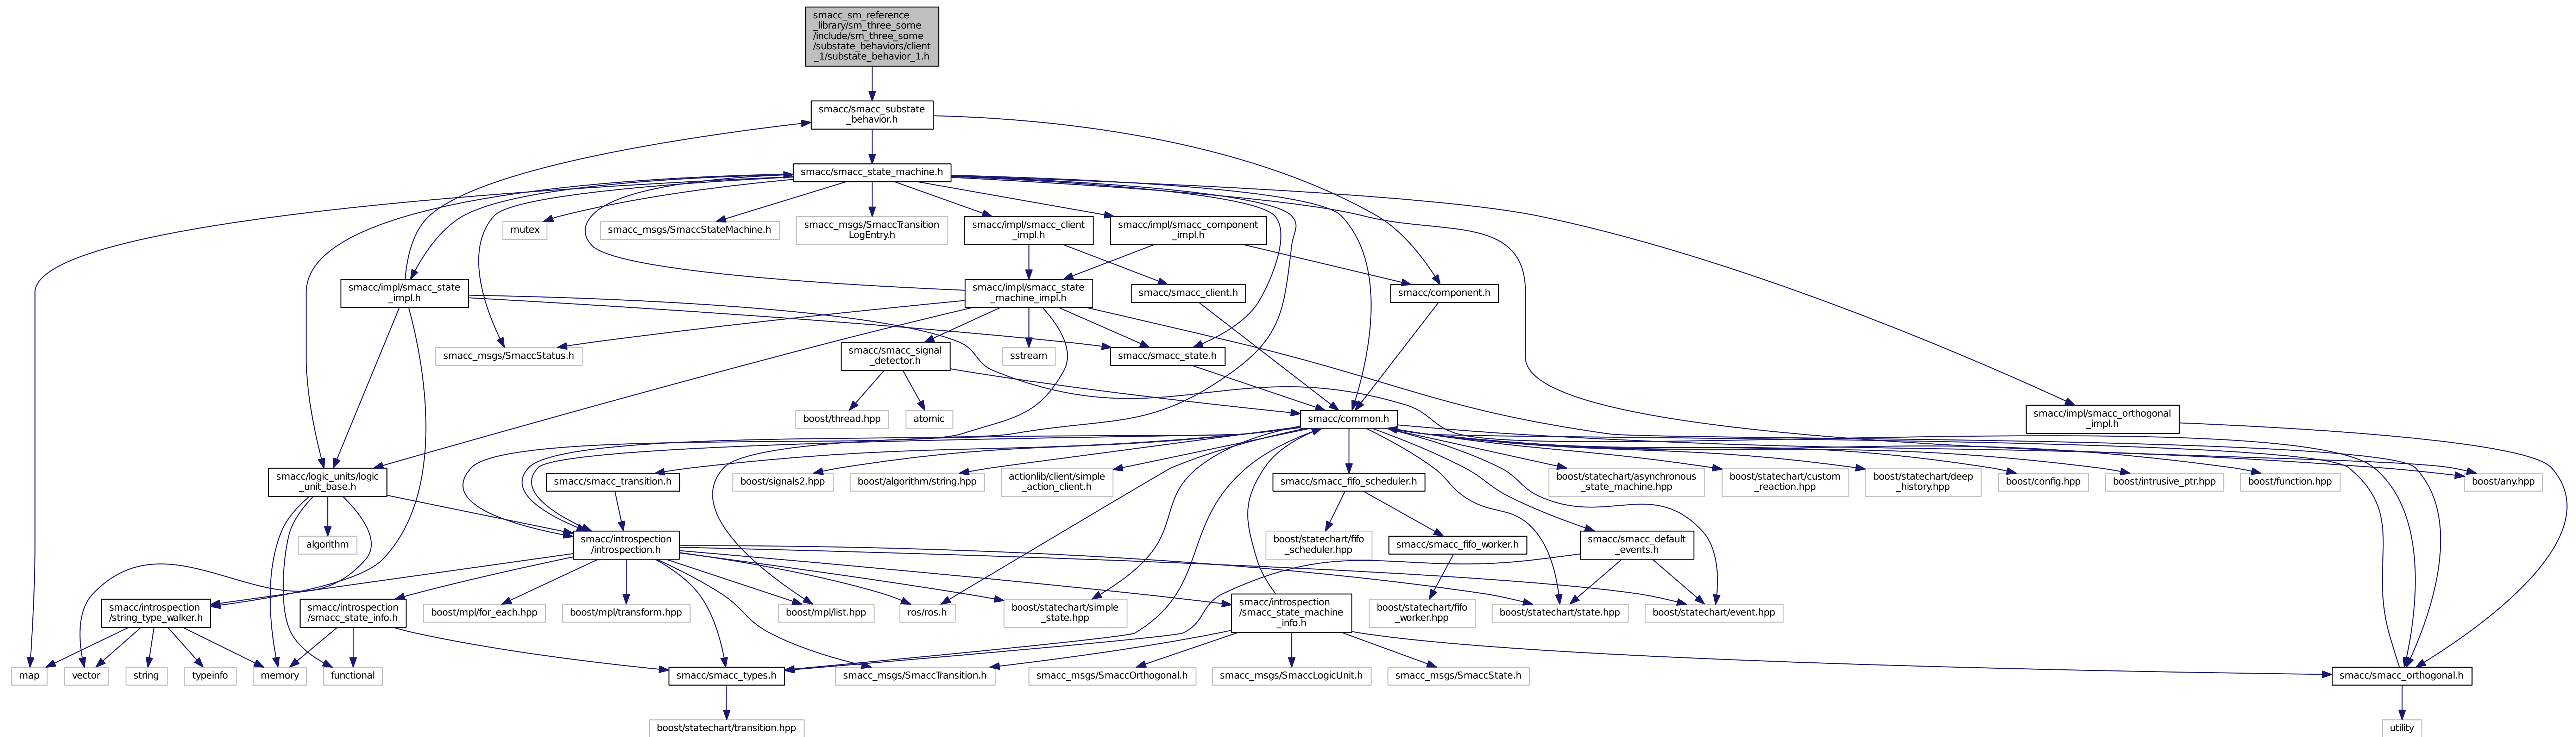 smacc_sm_reference
_library/sm_three_some
/include/sm_three_some
/substate_behaviors/client
_1/substate_behavior_1.h
smacc/smacc_substate
_behavior.h
smacc/smacc_state_machine.h
mutex
smacc_msgs/SmaccStateMachine.h
smacc_msgs/SmaccTransition
LogEntry.h
smacc/impl/smacc_client
_impl.h
smacc/impl/smacc_component
_impl.h
smacc/impl/smacc_state
_impl.h
smacc/impl/smacc_state
_machine_impl.h
smacc/smacc_client.h
smacc/component.h
smacc_msgs/SmaccStatus.h
smacc/smacc_signal
_detector.h
sstream
smacc/smacc_state.h
boost/thread.hpp
atomic
smacc/common.h
smacc/impl/smacc_orthogonal
_impl.h
smacc/logic_units/logic
_unit_base.h
smacc/smacc_transition.h
boost/signals2.hpp
boost/algorithm/string.hpp
actionlib/client/simple
_action_client.h
smacc/smacc_fifo_scheduler.h
boost/statechart/asynchronous
_state_machine.hpp
boost/statechart/custom
_reaction.hpp
boost/statechart/deep
_history.hpp
boost/config.hpp
boost/intrusive_ptr.hpp
boost/function.hpp
boost/any.hpp
algorithm
smacc/introspection
/introspection.h
boost/statechart/fifo
_scheduler.hpp
smacc/smacc_fifo_worker.h
smacc/smacc_default
_events.h
smacc/introspection
/string_type_walker.h
smacc/introspection
/smacc_state_info.h
boost/mpl/for_each.hpp
boost/mpl/transform.hpp
boost/mpl/list.hpp
ros/ros.h
boost/statechart/simple
_state.hpp
smacc/introspection
/smacc_state_machine
_info.h
boost/statechart/fifo
_worker.hpp
boost/statechart/state.hpp
boost/statechart/event.hpp
map
vector
string
typeinfo
memory
functional
smacc/smacc_types.h
smacc_msgs/SmaccTransition.h
smacc_msgs/SmaccOrthogonal.h
smacc_msgs/SmaccLogicUnit.h
smacc_msgs/SmaccState.h
smacc/smacc_orthogonal.h
boost/statechart/transition.hpp
utility